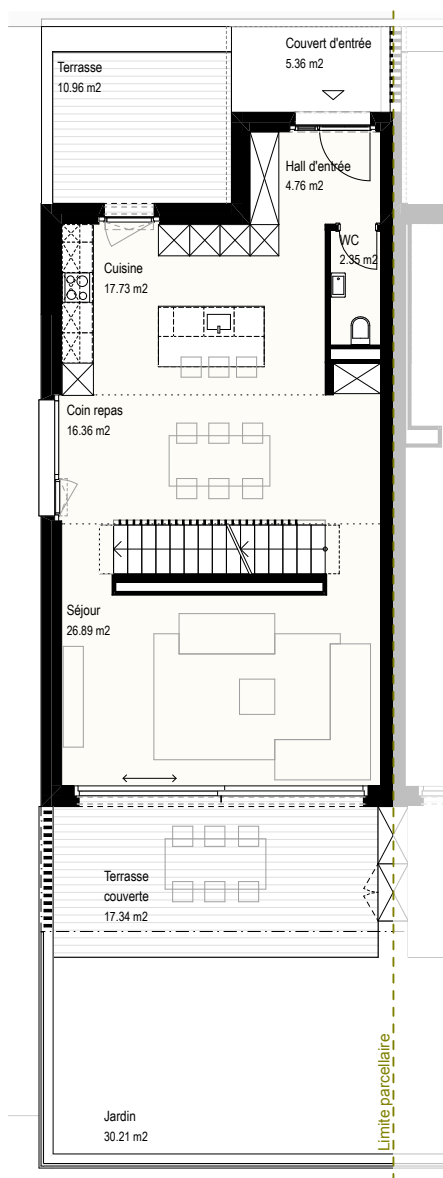 Couvert d'entrée
5.36 m2
Terrasse
10.96 m2
Hall d'entrée
4.76 m2
WC
2.35 m2
Cuisine
17.73 m2
Coin repas
16.36 m2
Séjour
26.89 m2
Terrasse
couverte
17.34 m2
Limite parcellaire
Jardin
30.21 m2